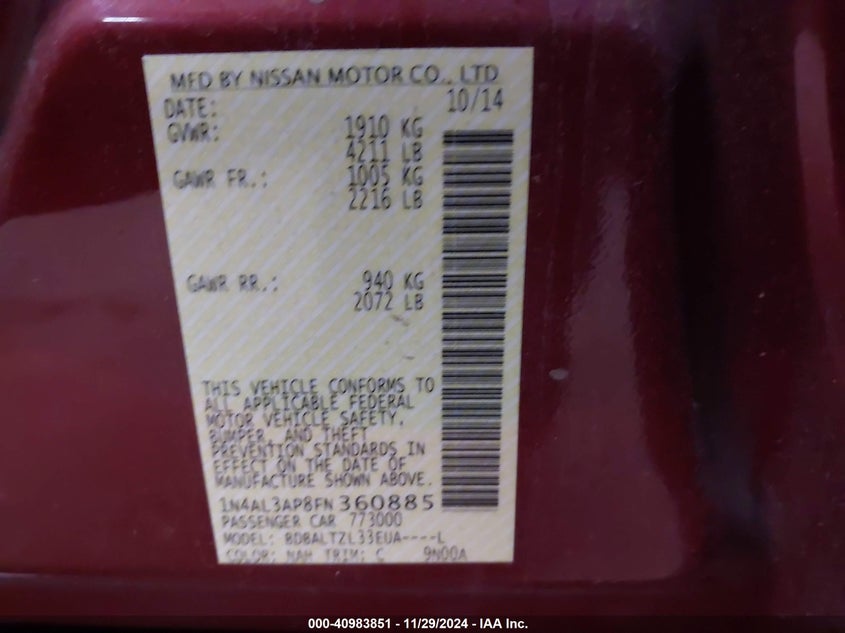 MFD BY NISSAN MOTOR CO., LTD
DATE: 10/14
GVWR: 1910 KG
4211 LB
GAWR FR.: 1005 KG
2216 LB
GAWR RR.: 940 KG
2072 LB
THIS VEHICLE CONFORMS TO
ALL APPLICABLE FEDERAL
MOTOR VEHICLE SAFETY,
BUMPER, AND THEFT
PREVENTION STANDARDS IN
EFFECT ON THE DATE OF
MANUFACTURE SHOWN ABOVE.
1N4AL3AP8FN360885
PASSENGER CAR 773000
MODEL: BDBALTZL33EUA----L
COLOR: NAH TRIM: C 9N00A
000-40983851 - 11/29/2024 - IAA Inc.